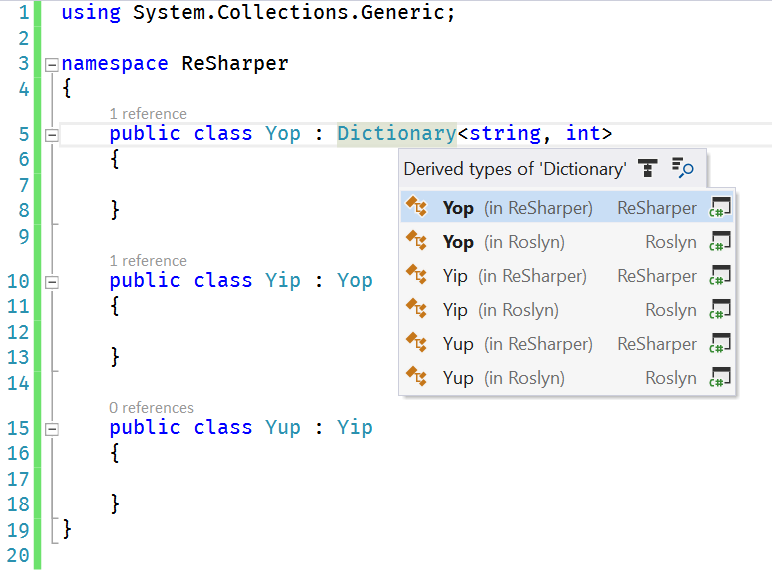 1 using System.Collections.Generic;
2
3 namespace ReSharper
4 {
1 reference
5 public class Yop : Dictionary<string, int>
6 {
7
8 }
9
1 reference
10 public class Yip : Yop
11 {
12
13 }
14
0 references
15 public class Yup : Yip
16 {
17
18 }
19 }
20
Derived types of 'Dictionary'
Yop (in ReSharper) ReSharper C#
Yop (in Roslyn) Roslyn C#
Yip (in ReSharper) ReSharper C#
Yip (in Roslyn) Roslyn C#
Yup (in ReSharper) ReSharper C#
Yup (in Roslyn) Roslyn C#